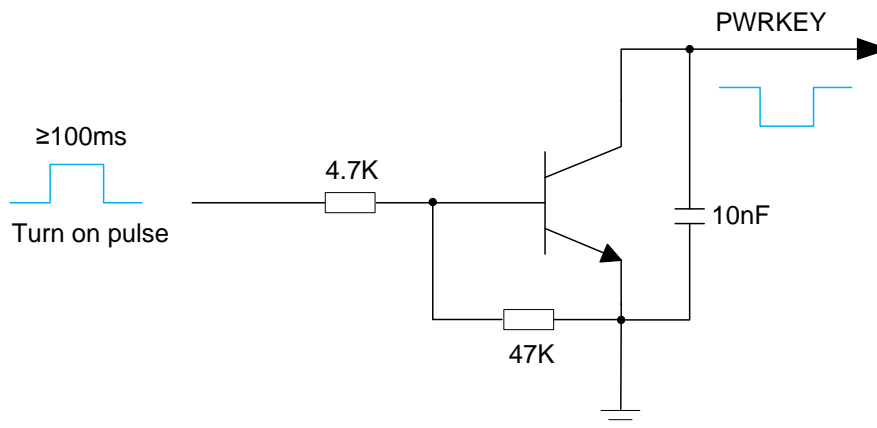 PWRKEY
≥100ms
4.7K
10nF
Turn on pulse
47K